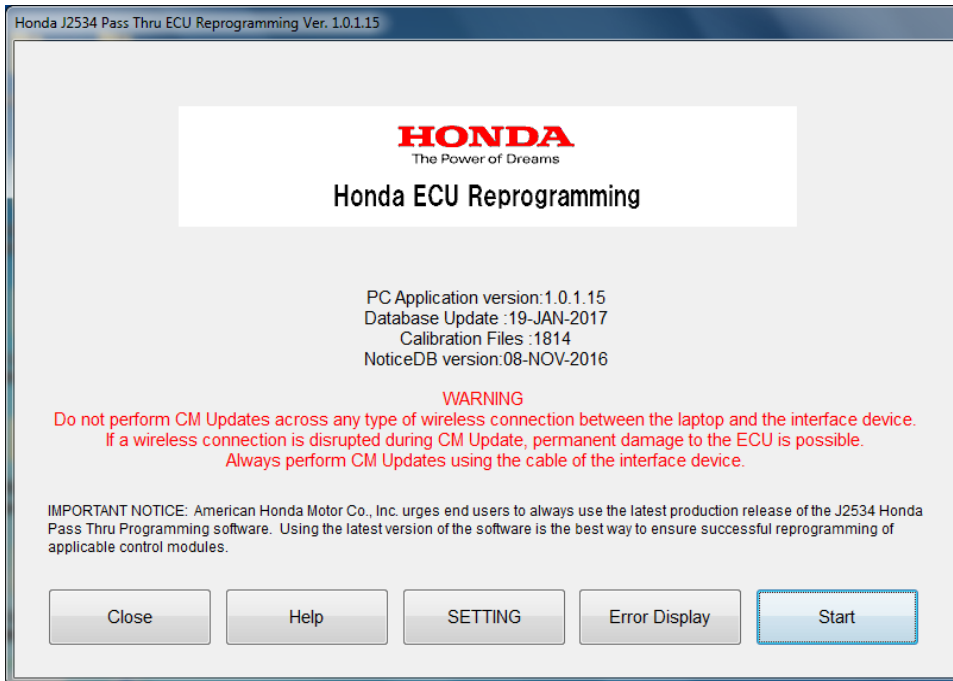 Honda J2534 Pass Thru ECU Reprogramming Ver. 1.0.1.15
HONDA
The Power of Dreams
Honda ECU Reprogramming
PC Application version:1.0.1.15
Database Update :19-JAN-2017
Calibration Files :1814
NoticeDB version:08-NOV-2016
WARNING
Do not perform CM Updates across any type of wireless connection between the laptop and the interface device.
If a wireless connection is disrupted during CM Update, permanent damage to the ECU is possible.
Always perform CM Updates using the cable of the interface device.
IMPORTANT NOTICE: American Honda Motor Co., Inc. urges end users to always use the latest production release of the J2534 Honda
Pass Thru Programming software. Using the latest version of the software is the best way to ensure successful reprogramming of
applicable control modules.
Close
Help
SETTING
Error Display
Start